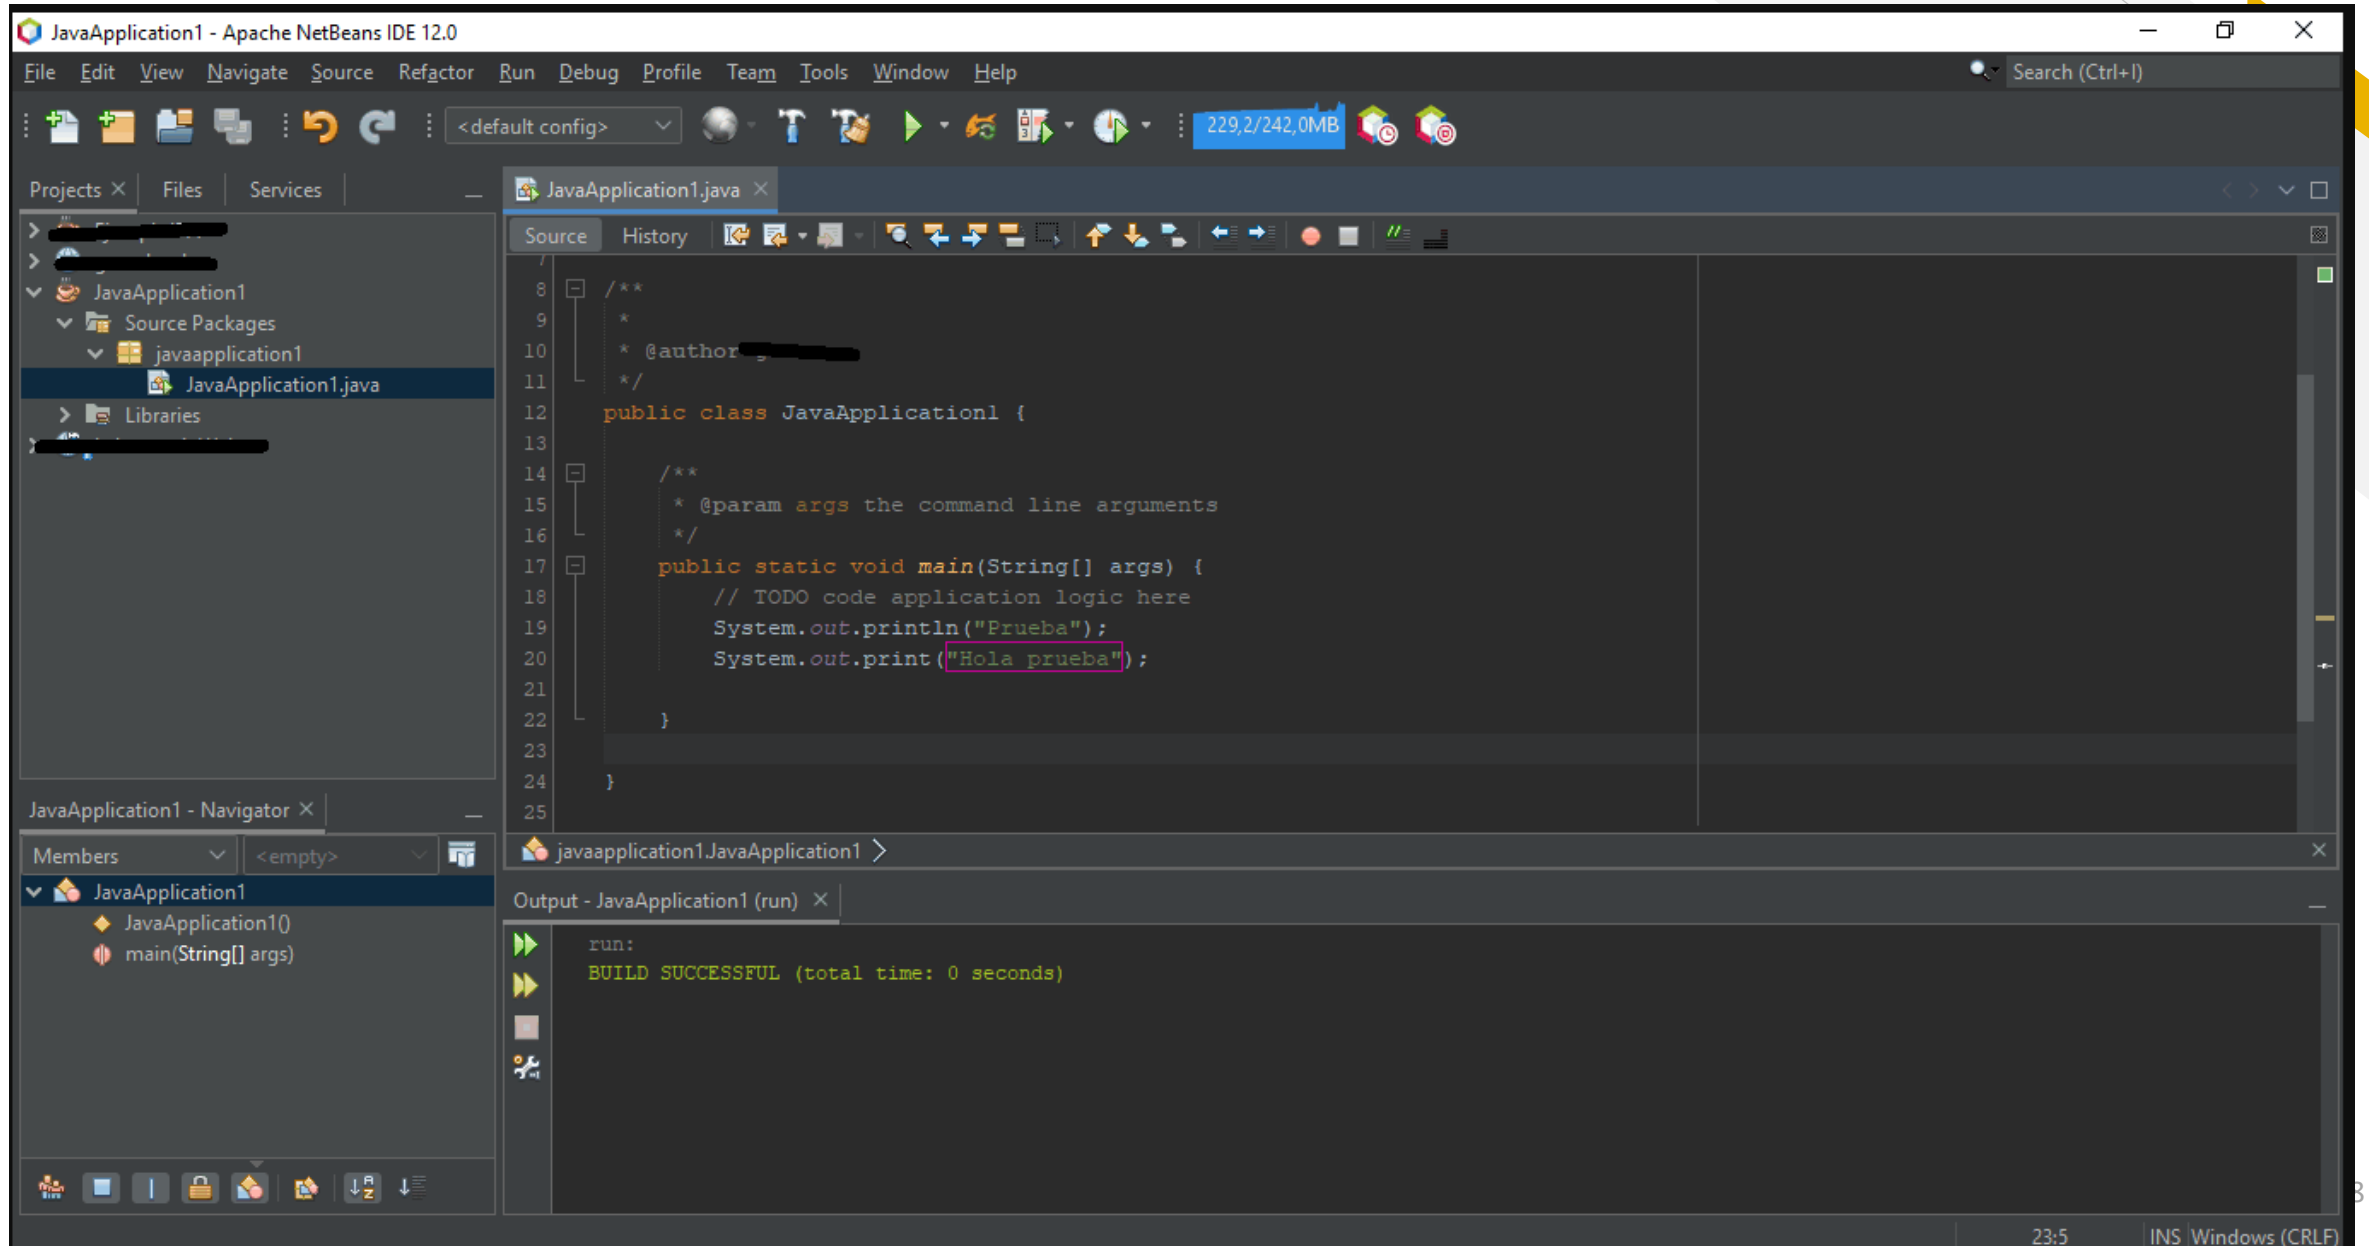 JavaApplication1 - Apache NetBeans IDE 12.0
File Edit View Navigate Source Refactor Run Debug Profile Team Tools Window Help Search (Ctrl+I)
<default config> 229,2/242,0MB
Projects Files Services
JavaApplication1
Source Packages
javaapplication1
JavaApplication1.java
Libraries
JavaApplication1 - Navigator
Members <empty>
JavaApplication1
JavaApplication1()
main(String[] args)
JavaApplication1.java
Source History
7
8 /**
9 *
10 * @author
11 */
12 public class JavaApplication1 {
13
14 /**
15 * @param args the command line arguments
16 */
17 public static void main(String[] args) {
18 // TODO code application logic here
19 System.out.println("Prueba");
20 System.out.print("Hola prueba");
21
22 }
23
24 }
25
javaapplication1.JavaApplication1
Output - JavaApplication1 (run)
run:
BUILD SUCCESSFUL (total time: 0 seconds)
23:5 INS Windows (CRLF)